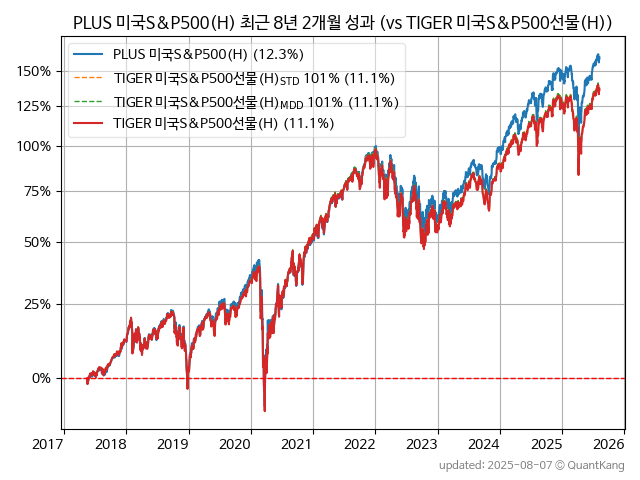 PLUS 미국S&P500(H) 최근 8년 2개월 성과 (vs TIGER 미국S&P500선물(H))
PLUS 미국S&P500(H) (12.3%)
TIGER 미국S&P500선물(H)STD 101% (11.1%)
TIGER 미국S&P500선물(H)MDD 101% (11.1%)
TIGER 미국S&P500선물(H) (11.1%)
150%
125%
100%
75%
50%
25%
0%
2017 2018 2019 2020 2021 2022 2023 2024 2025 2026
updated: 2025-08-07 © QuantKang